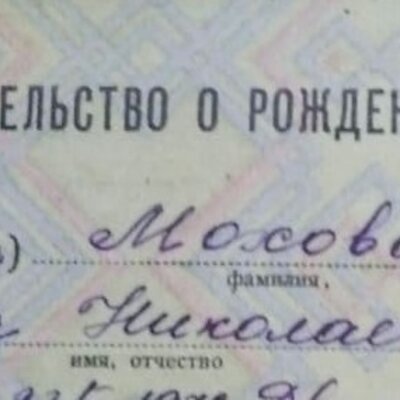 ЕЛЬСТВО О РОЖДЕН
) Мохов
фамилия,
Николае
имя, отчество